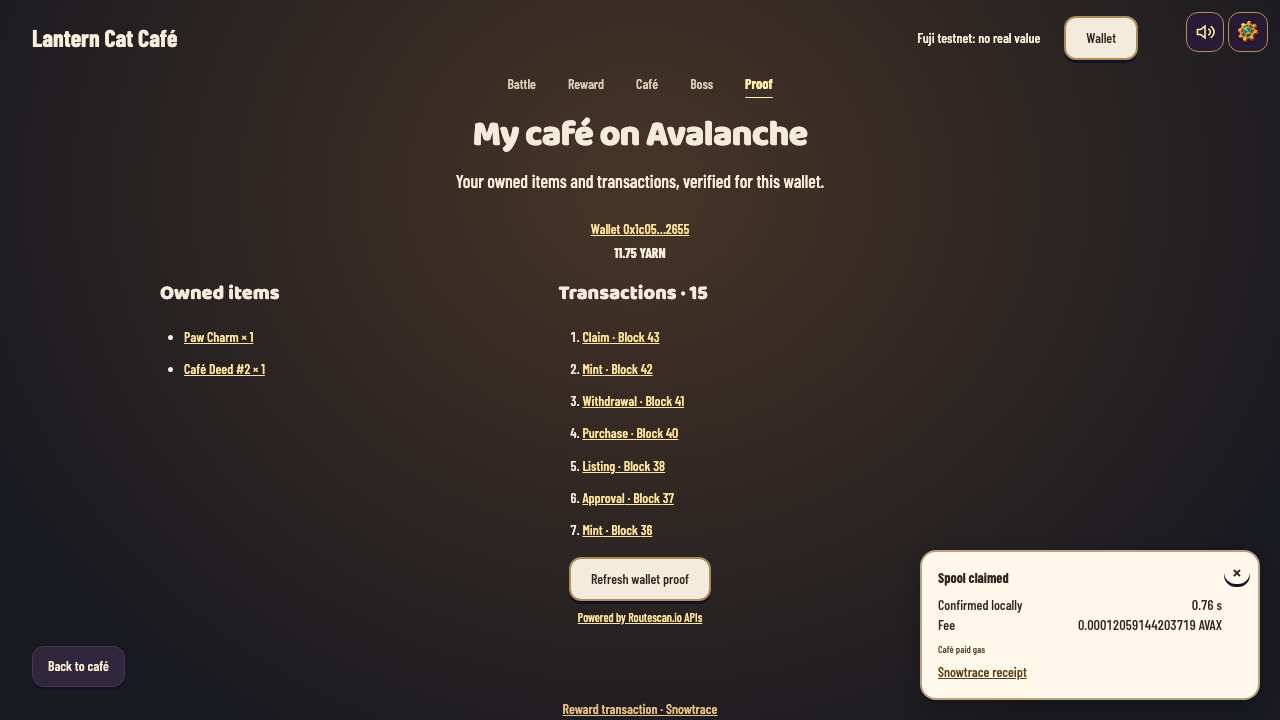 Lantern Cat Café
Fuji testnet: no real value
Wallet
Battle
Reward
Café
Boss
Proof
My café on Avalanche
Your owned items and transactions, verified for this wallet.
Wallet 0x1c05…2655
11.75 YARN
Owned items
• Paw Charm × 1
• Café Deed #2 × 1
Transactions · 15
1. Claim · Block 43
2. Mint · Block 42
3. Withdrawal · Block 41
4. Purchase · Block 40
5. Listing · Block 38
6. Approval · Block 37
7. Mint · Block 36
Refresh wallet proof
Powered by Routescan.io APIs
Back to café
Reward transaction · Snowtrace
Spool claimed
×
Confirmed locally 0.76 s
Fee 0.00012059144203719 AVAX
Café paid gas
Snowtrace receipt